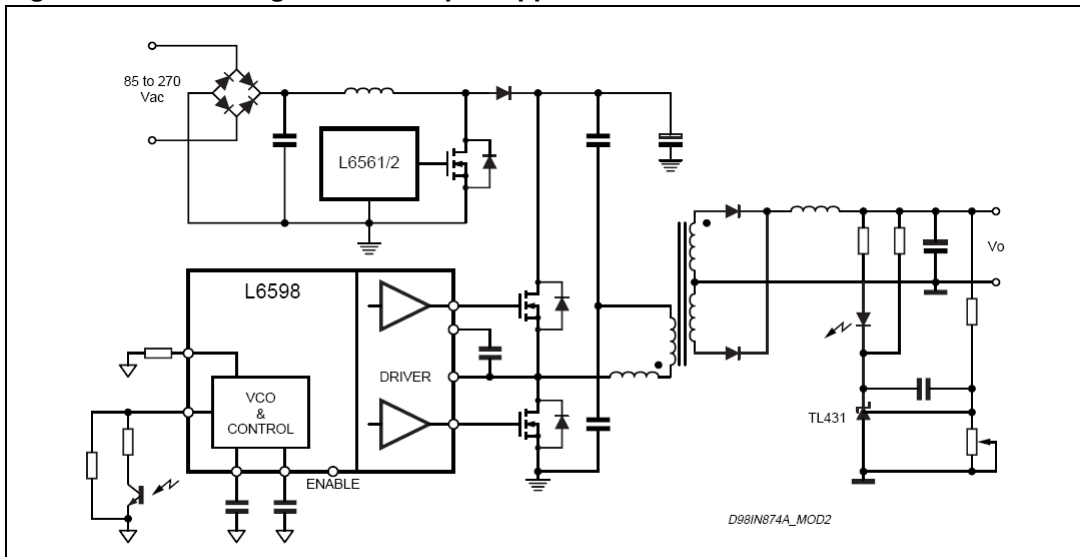 85 to 270
Vac
L6561/2
L6598
DRIVER
VCO
&
CONTROL
ENABLE
Vo
TL431
D98IN874A_MOD2